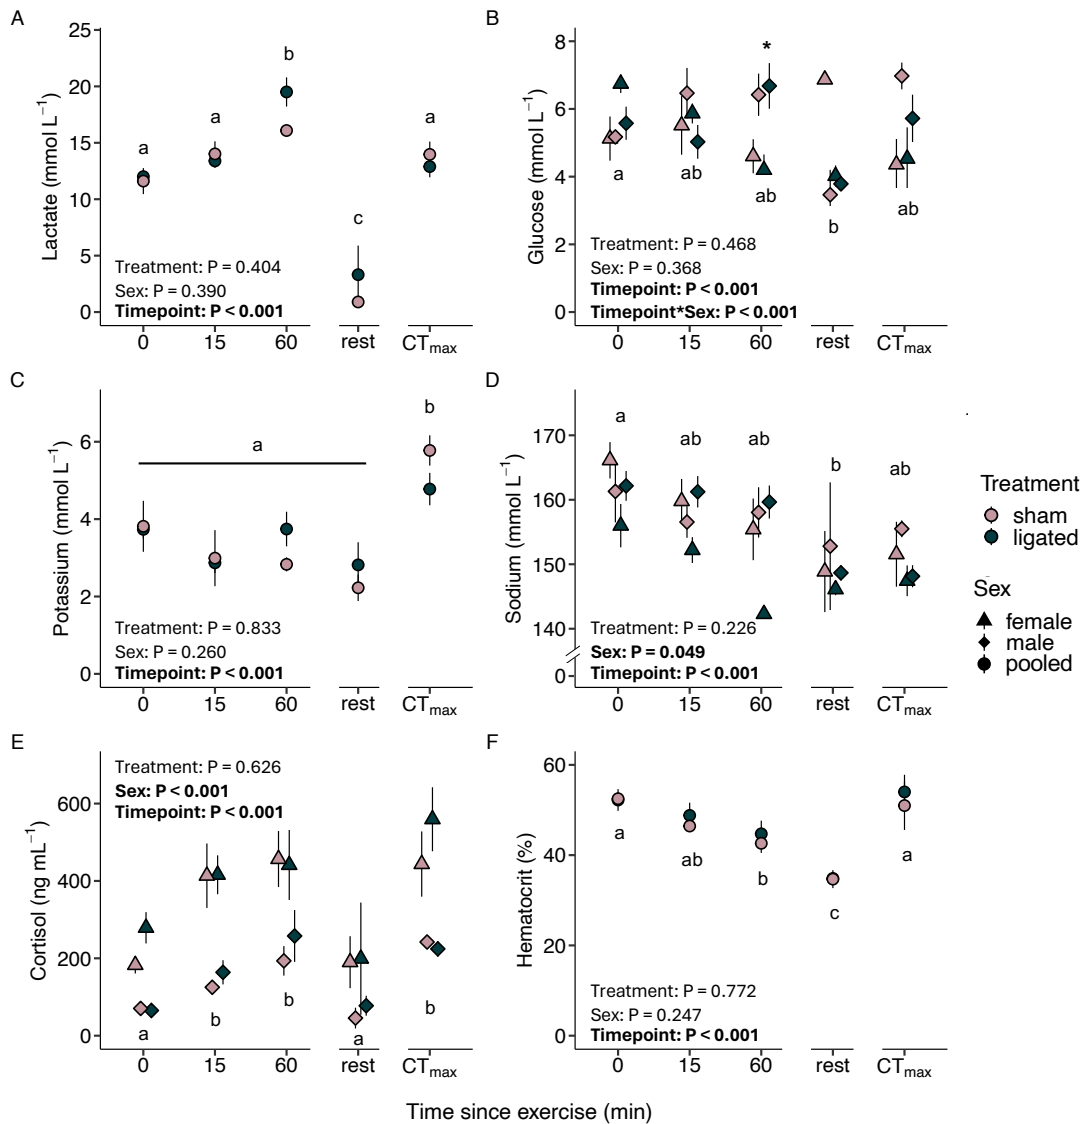 A
25
20
15
10
5
0
Lactate (mmol L⁻¹)
a
a
b
c
a
Treatment: P = 0.404
Sex: P = 0.390
Timepoint: P < 0.001
0 15 60 rest CTmax
B
8
6
4
2
0
Glucose (mmol L⁻¹)
*
a
ab
ab
b
ab
Treatment: P = 0.468
Sex: P = 0.368
Timepoint: P < 0.001
Timepoint*Sex: P < 0.001
0 15 60 rest CTmax
C
6
4
2
0
Potassium (mmol L⁻¹)
a
b
Treatment: P = 0.833
Sex: P = 0.260
Timepoint: P < 0.001
0 15 60 rest CTmax
D
170
160
150
140
0
Sodium (mmol L⁻¹)
a
ab
ab
b
ab
Treatment: P = 0.226
Sex: P = 0.049
Timepoint: P < 0.001
0 15 60 rest CTmax
Treatment
sham
ligated
Sex
female
male
pooled
E
600
400
200
0
Cortisol (ng mL⁻¹)
Treatment: P = 0.626
Sex: P < 0.001
Timepoint: P < 0.001
a
b
b
a
b
0 15 60 rest CTmax
F
60
40
20
0
Hematocrit (%)
a
ab
b
c
a
Treatment: P = 0.772
Sex: P = 0.247
Timepoint: P < 0.001
0 15 60 rest CTmax
Time since exercise (min)